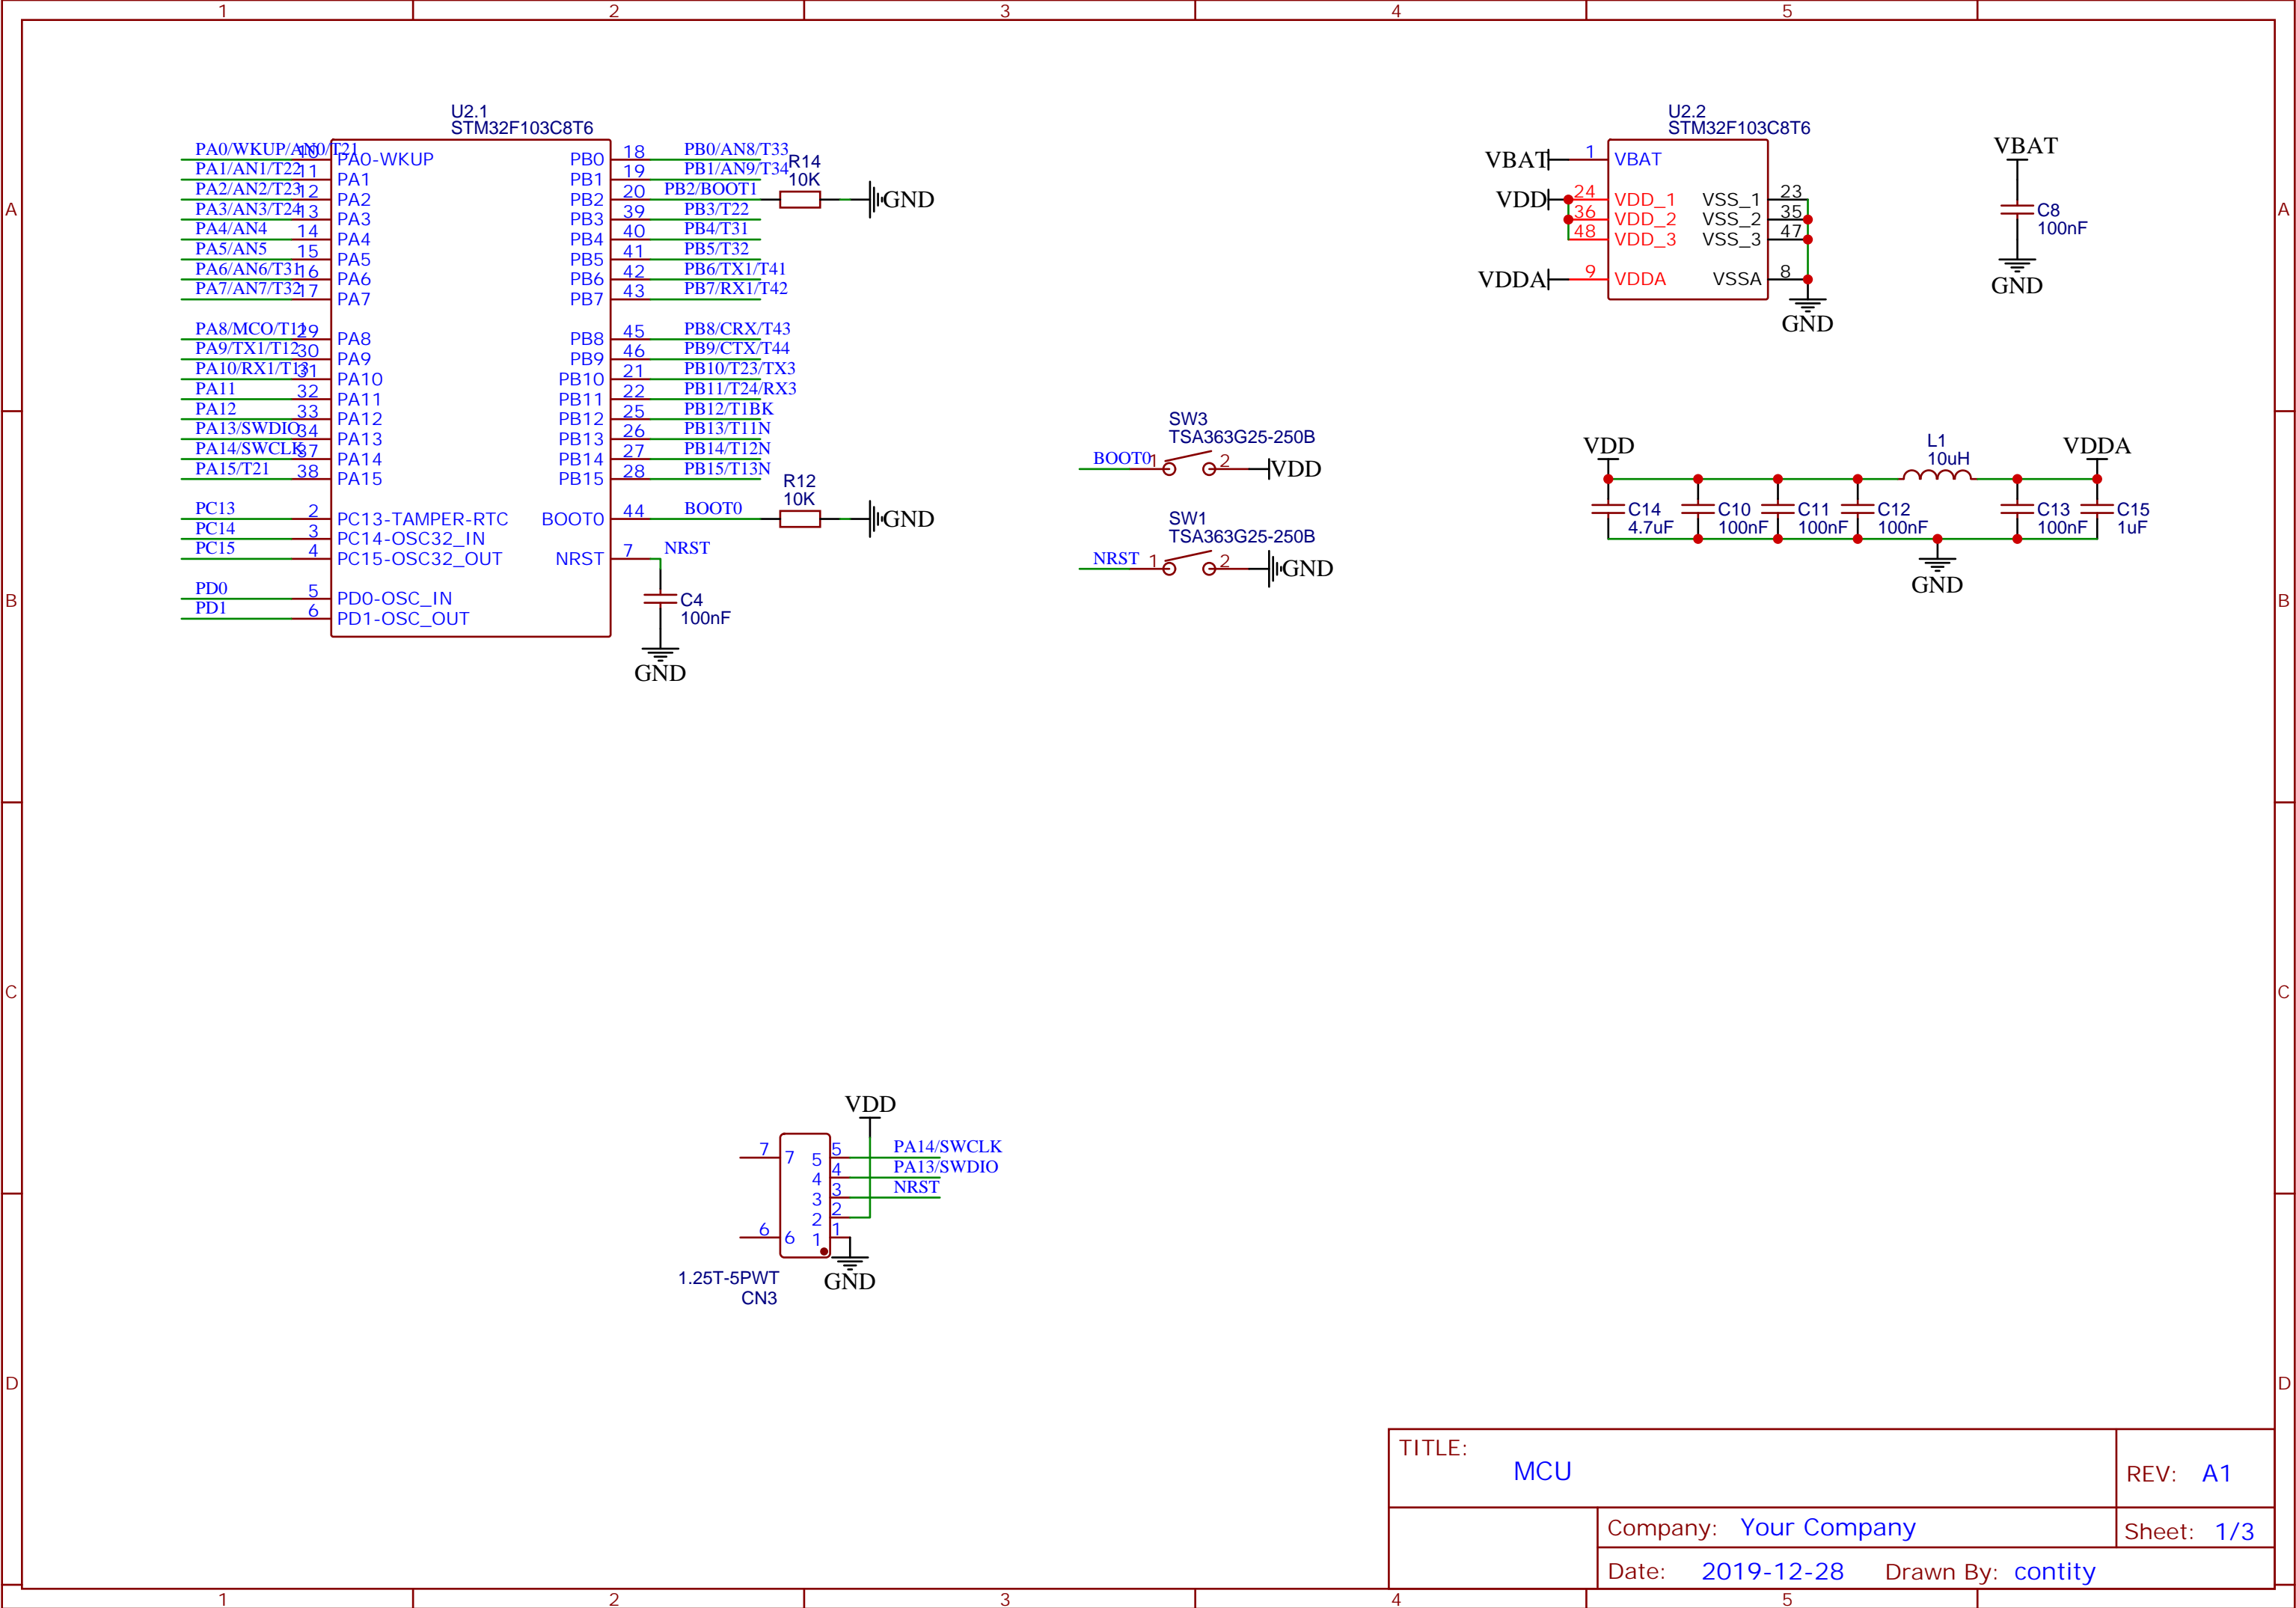 1 2 3 4 5
A A
B B
C C
D D
U2.1
STM32F103C8T6
PA0/WKUP/AN0/T21 10 PA0-WKUP
PA1/AN1/T22 11 PA1
PA2/AN2/T23 12 PA2
PA3/AN3/T24 13 PA3
PA4/AN4 14 PA4
PA5/AN5 15 PA5
PA6/AN6/T31 16 PA6
PA7/AN7/T32 17 PA7
PA8/MCO/T11 29 PA8
PA9/TX1/T12 30 PA9
PA10/RX1/T13 31 PA10
PA11 32 PA11
PA12 33 PA12
PA13/SWDIO 34 PA13
PA14/SWCLK 37 PA14
PA15/T21 38 PA15
PC13 2 PC13-TAMPER-RTC
PC14 3 PC14-OSC32_IN
PC15 4 PC15-OSC32_OUT
PD0 5 PD0-OSC_IN
PD1 6 PD1-OSC_OUT
PB0 18 PB0/AN8/T33
PB1 19 PB1/AN9/T34
PB2 20 PB2/BOOT1
PB3 39 PB3/T22
PB4 40 PB4/T31
PB5 41 PB5/T32
PB6 42 PB6/TX1/T41
PB7 43 PB7/RX1/T42
PB8 45 PB8/CRX/T43
PB9 46 PB9/CTX/T44
PB10 21 PB10/T23/TX3
PB11 22 PB11/T24/RX3
PB12 25 PB12/T1BK
PB13 26 PB13/T11N
PB14 27 PB14/T12N
PB15 28 PB15/T13N
BOOT0 44 BOOT0
NRST 7 NRST
R14
10K
GND
R12
10K
GND
C4
100nF
GND
SW3
TSA363G25-250B
BOOT0 1 2 VDD
SW1
TSA363G25-250B
NRST 1 2 GND
U2.2
STM32F103C8T6
VBAT 1 VBAT
VDD 24 VDD_1 VSS_1 23
36 VDD_2 VSS_2 35
48 VDD_3 VSS_3 47
VDDA 9 VDDA VSSA 8
GND
VBAT
C8
100nF
GND
VDD L1 VDDA
10uH
C14 C10 C11 C12 C13 C15
4.7uF 100nF 100nF 100nF 100nF 1uF
GND
VDD
7 7 5 5 PA14/SWCLK
4 4 PA13/SWDIO
3 3 NRST
2 2
6 6 1 1
GND
1.25T-5PWT
CN3
TITLE:
MCU
REV: A1
Company: Your Company
Sheet: 1/3
Date: 2019-12-28 Drawn By: contity
1 2 3 4 5